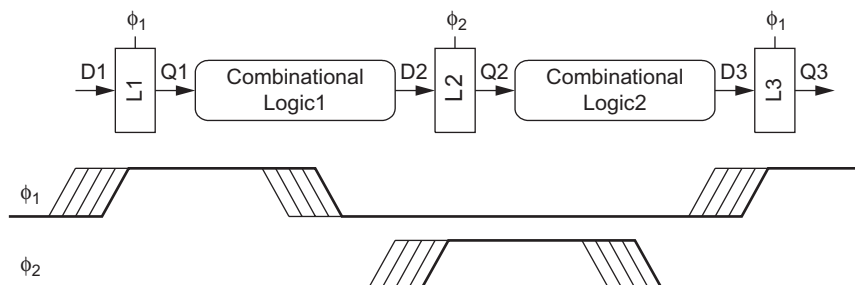 ϕ1 ϕ2 ϕ1
D1 L1 Q1 Combinational Logic1 D2 L2 Q2 Combinational Logic2 D3 L3 Q3
ϕ1
ϕ2